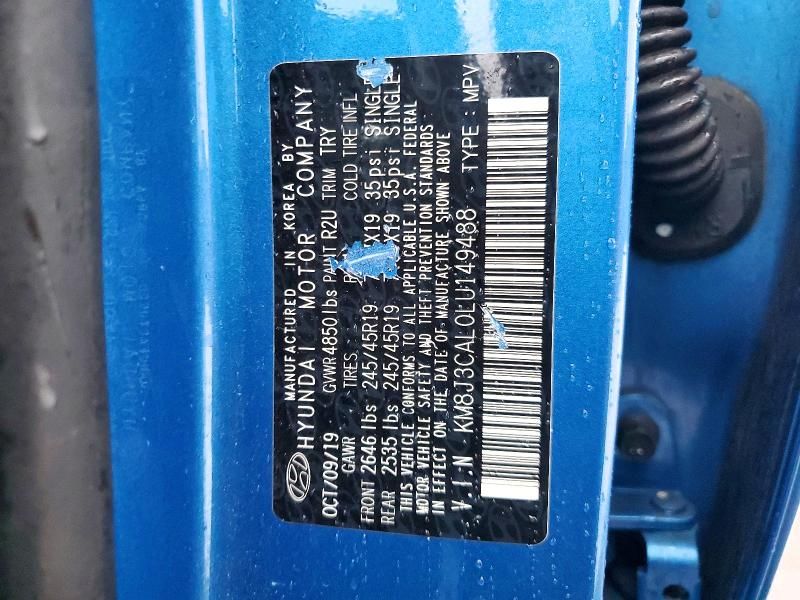 MANUFACTURED IN KOREA BY
HYUNDAI MOTOR COMPANY
OCT/09/19 GVWR 4850lbs PAINT R2U TRIM TRY
GAWR TIRES COLD TIRE INFL
FRONT 2646 lbs 245/45R19 X19 35psi SINGLE
REAR 2535 lbs 245/45R19 X19 35psi SINGLE
THIS VEHICLE CONFORMS TO ALL APPLICABLE U.S.A. FEDERAL
MOTOR VEHICLE SAFETY AND THEFT PREVENTION STANDARDS
IN EFFECT ON THE DATE OF MANUFACTURE SHOWN ABOVE
V.I.N KM8J3CAL0LU149488 TYPE : MPV